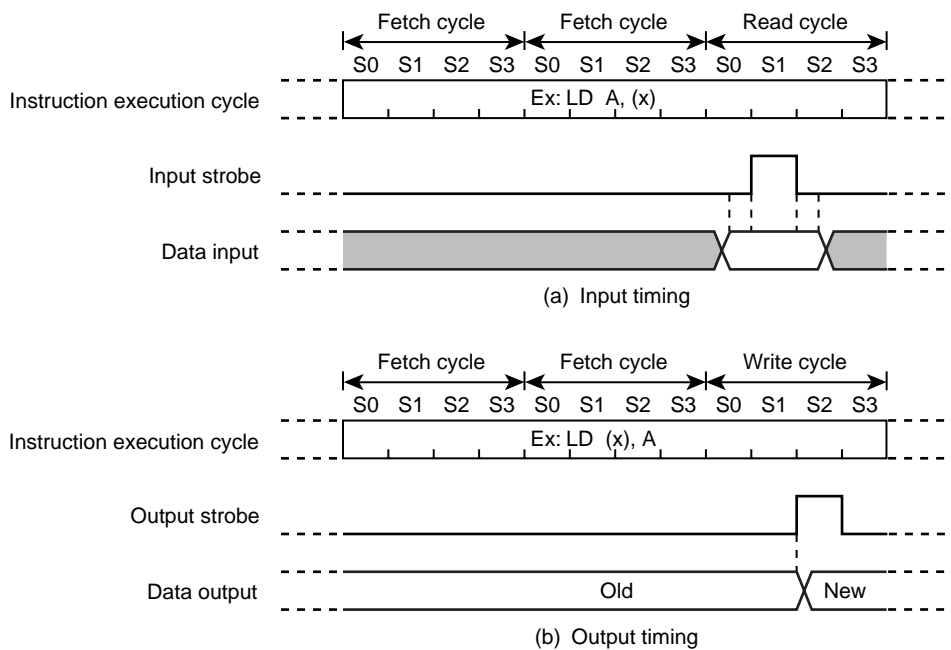 Fetch cycle Fetch cycle Read cycle
S0 S1 S2 S3 S0 S1 S2 S3 S0 S1 S2 S3
Instruction execution cycle Ex: LD A, (x)
Input strobe
Data input
(a) Input timing
Fetch cycle Fetch cycle Write cycle
S0 S1 S2 S3 S0 S1 S2 S3 S0 S1 S2 S3
Instruction execution cycle Ex: LD (x), A
Output strobe
Data output Old New
(b) Output timing